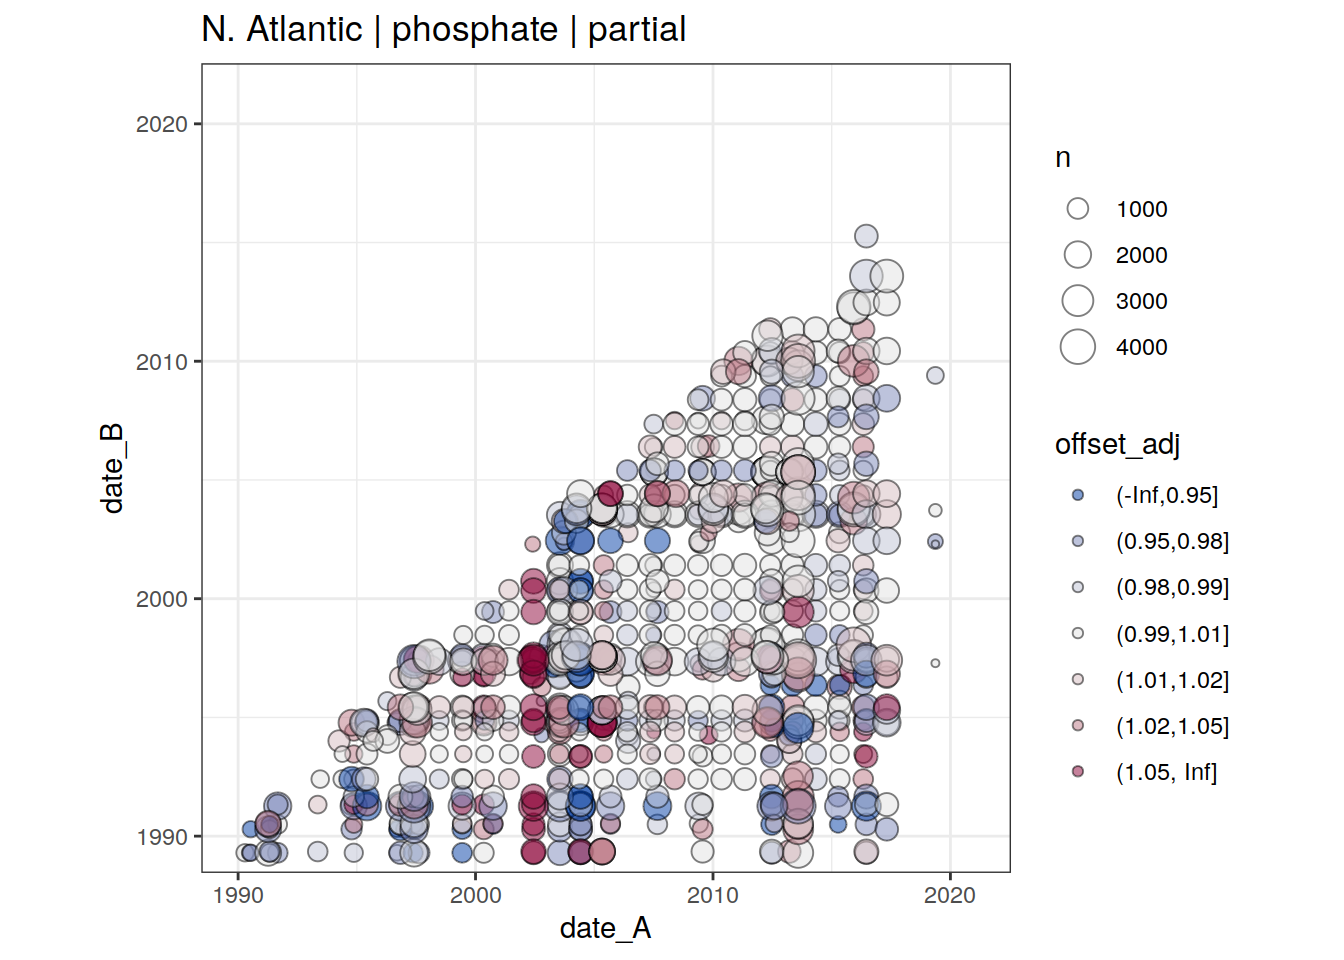 N. Atlantic | phosphate | partial
date_B
2020
2010
2000
1990
1990
2000
2010
2020
date_A
n
1000
2000
3000
4000
offset_adj
(-Inf,0.95]
(0.95,0.98]
(0.98,0.99]
(0.99,1.01]
(1.01,1.02]
(1.02,1.05]
(1.05, Inf]